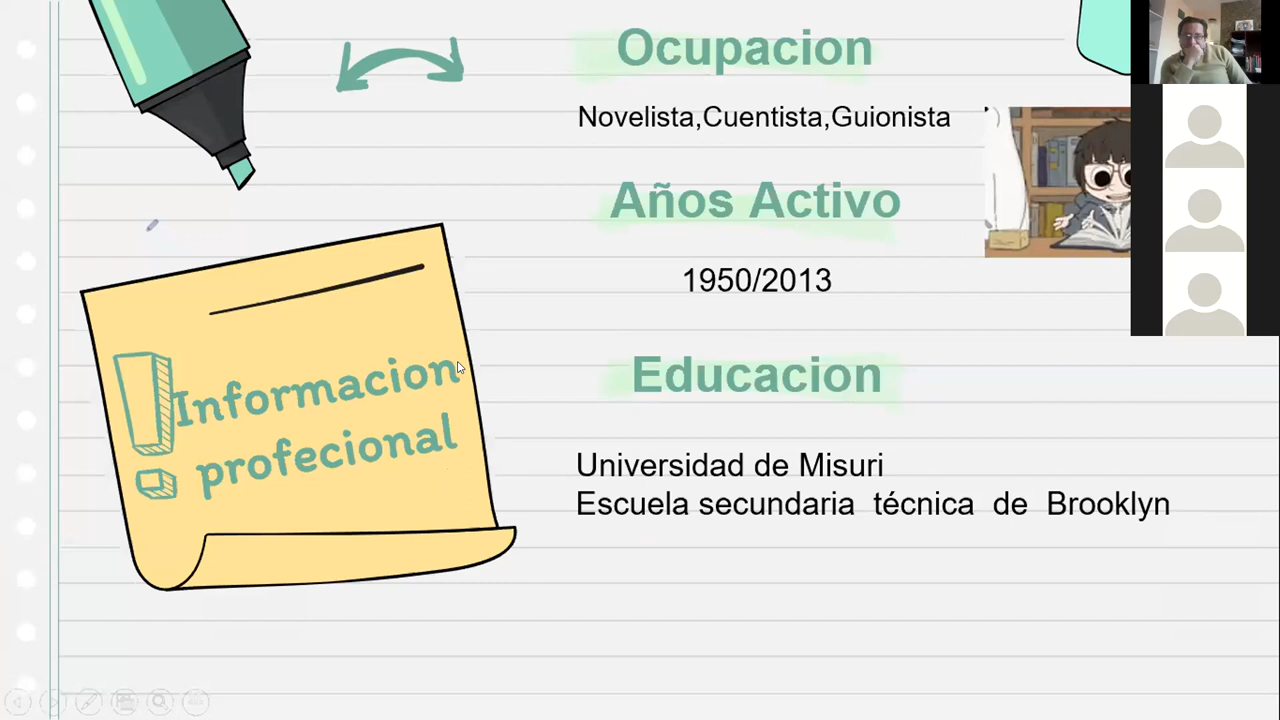 Ocupacion
Novelista,Cuentista,Guionista
Años Activo
1950/2013
Informacion
profecional
Educacion
Universidad de Misuri
Escuela secundaria técnica de Brooklyn